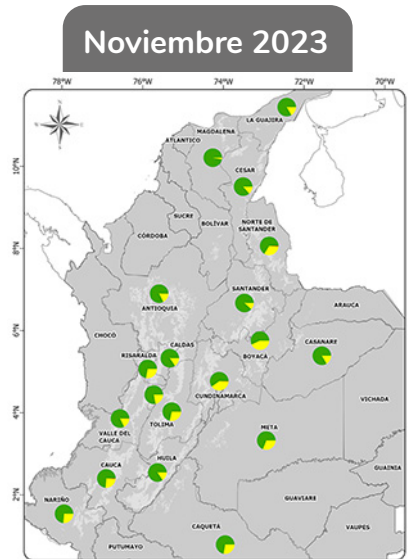 Noviembre 2023
78°W 76°W 74°W 72°W 70°W
LA GUAJIRA
MAGDALENA
ATLANTICO
10°N
CESAR
SUCRE
BOLÍVAR
NORTE DE
SANTANDER
CÓRDOBA
8°N
SANTANDER
ANTIOQUIA
ARAUCA
6°N
CHOCÓ
CALDAS
CASANARE
RISARALDA
BOYACÁ
CUNDINAMARCA
VICHADA
4°N
TOLIMA
META
VALLE DEL
CAUCA
HUILA
CAUCA
GUAINIA
2°N
NARIÑO
GUAVIARE
CAQUETÁ
VAUPES
PUTUMAYO